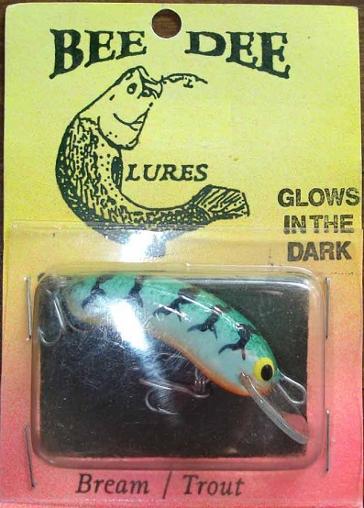 BEE DEE
LURES
GLOWS
IN THE
DARK
Bream / Trout